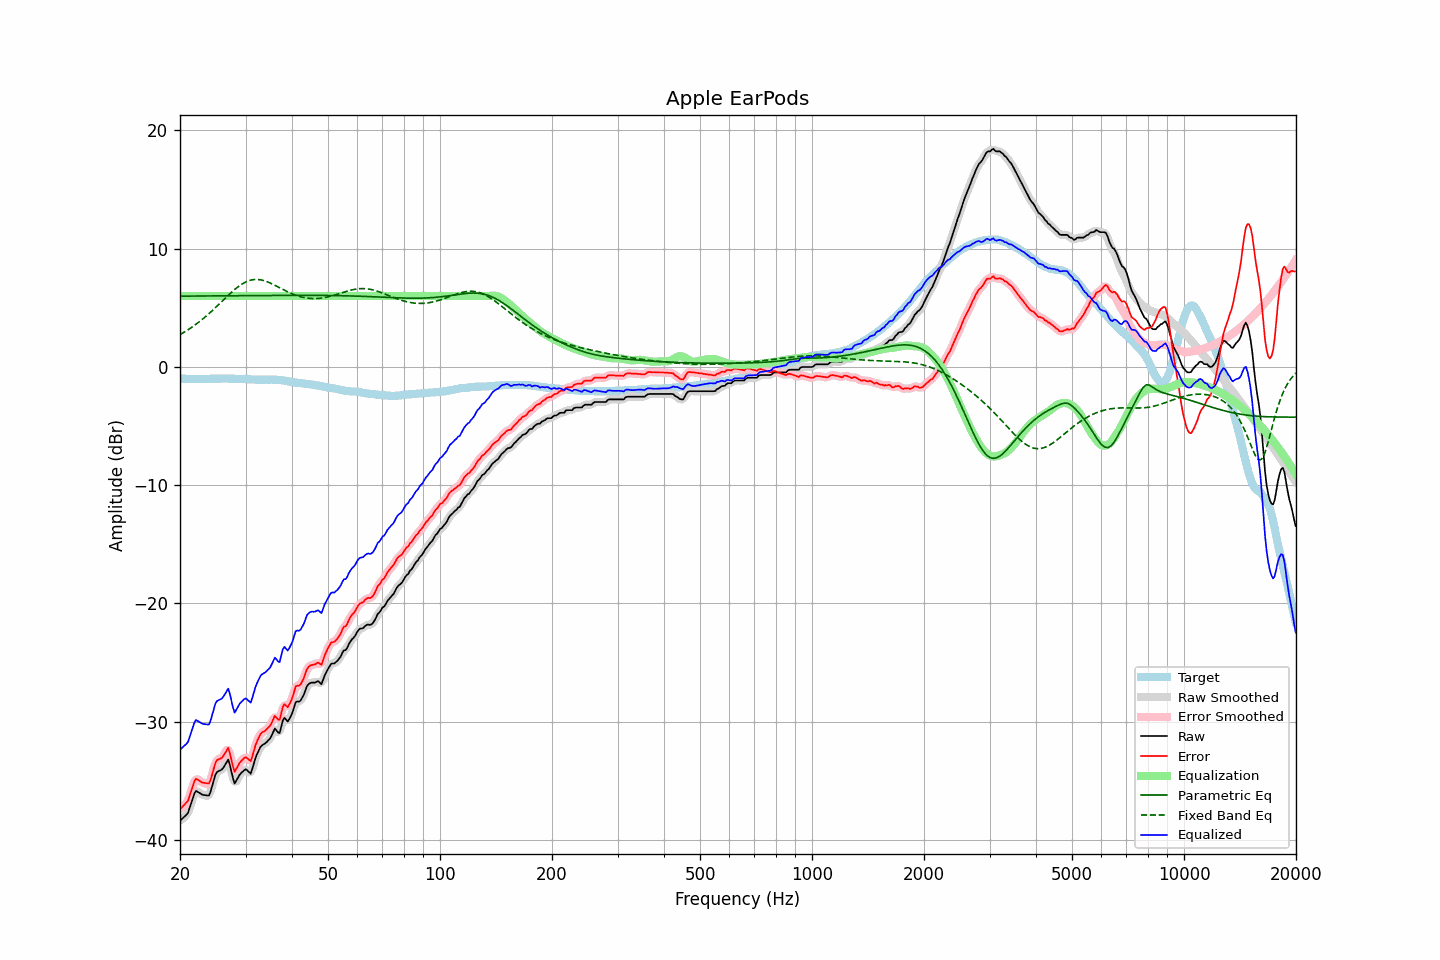 Apple EarPods
Amplitude (dBr)
20
10
0
−10
−20
−30
−40
20 50 100 200 500 1000 2000 5000 10000 20000
Frequency (Hz)
Target
Raw Smoothed
Error Smoothed
Raw
Error
Equalization
Parametric Eq
Fixed Band Eq
Equalized